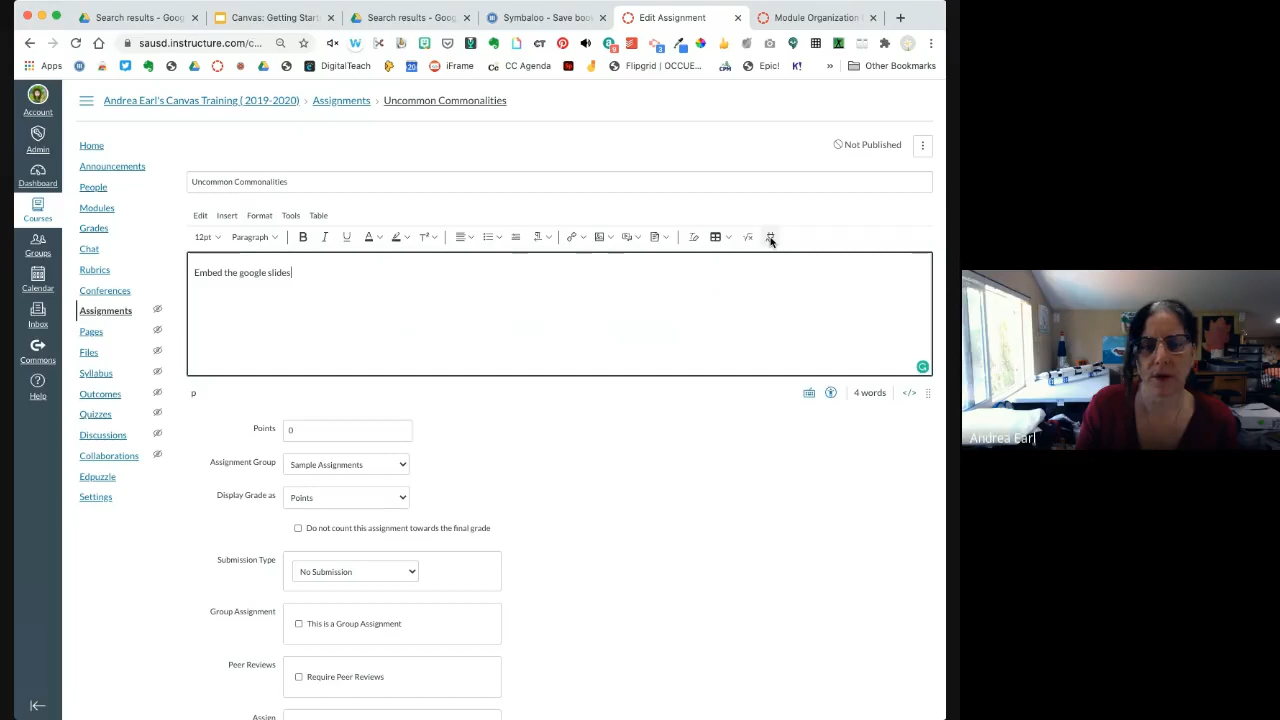 Search results - Goog
Canvas: Getting Start
Search results - Goog
Symbaloo - Save boo
Edit Assignment
Module Organization
sausd.instructure.com/c...
Apps
DigitalTeach
iFrame
CC Agenda
Flipgrid | OCCUE...
Epic!
K!
Other Bookmarks
Andrea Earl's Canvas Training ( 2019-2020)
Assignments
Uncommon Commonalities
Account
Admin
Dashboard
Courses
Groups
Calendar
Inbox
Commons
Help
Home
Announcements
People
Modules
Grades
Chat
Rubrics
Conferences
Assignments
Pages
Files
Syllabus
Outcomes
Quizzes
Discussions
Collaborations
Edpuzzle
Settings
Not Published
Uncommon Commonalities
Edit Insert Format Tools Table
12pt Paragraph B I U A T²
Embed the google slides
p
4 words </>
Points 0
Assignment Group Sample Assignments
Display Grade as Points
Do not count this assignment towards the final grade
Submission Type No Submission
Group Assignment This is a Group Assignment
Peer Reviews Require Peer Reviews
Assign
Andrea Earl